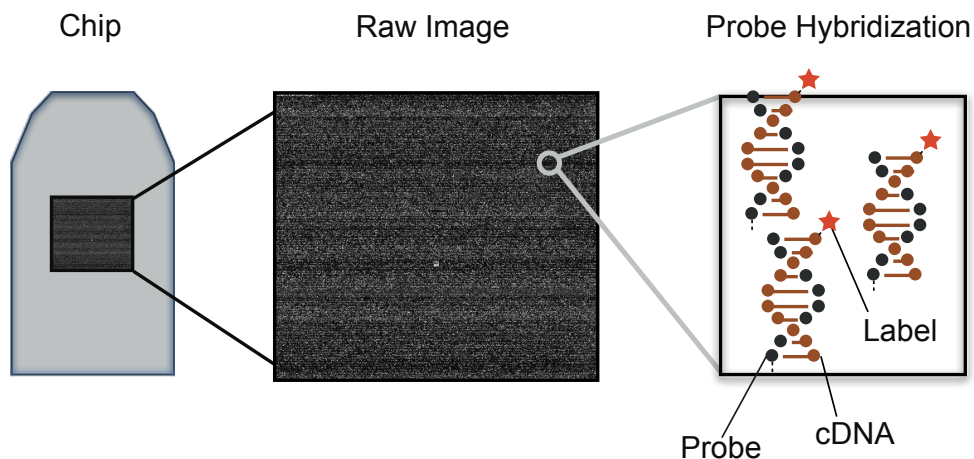 Chip
Raw Image
Probe Hybridization
Label
cDNA
Probe